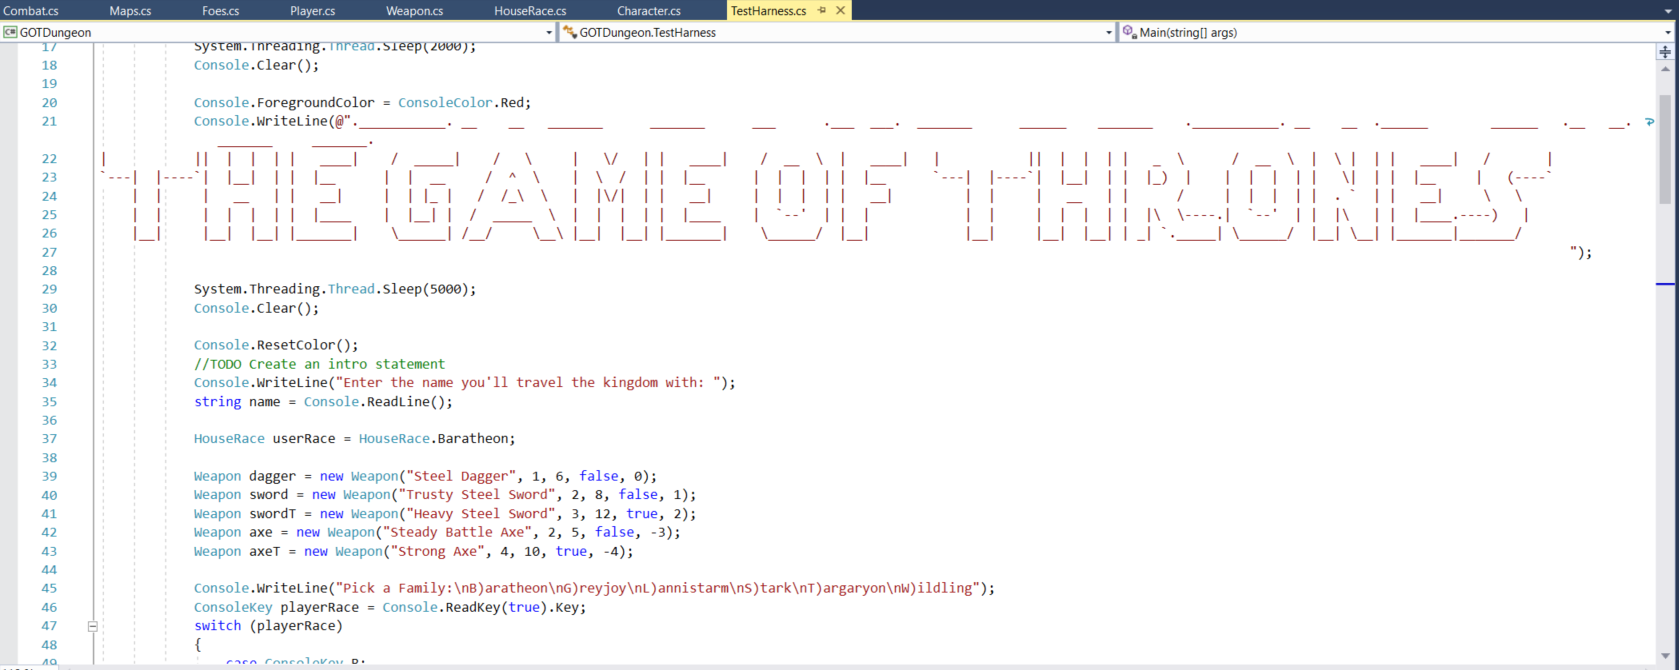 Combat.cs Maps.cs Foes.cs Player.cs Weapon.cs HouseRace.cs Character.cs TestHarness.cs
GOTDungeon GOTDungeon.TestHarness Main(string[] args)
17 System.Threading.Thread.Sleep(2000);
18 Console.Clear();
19
20 Console.ForegroundColor = ConsoleColor.Red;
21 Console.WriteLine(@"
22
23
24
25
26
THE GAME OF THRONES
27 ");
28
29 System.Threading.Thread.Sleep(5000);
30 Console.Clear();
31
32 Console.ResetColor();
33 //TODO Create an intro statement
34 Console.WriteLine("Enter the name you'll travel the kingdom with: ");
35 string name = Console.ReadLine();
36
37 HouseRace userRace = HouseRace.Baratheon;
38
39 Weapon dagger = new Weapon("Steel Dagger", 1, 6, false, 0);
40 Weapon sword = new Weapon("Trusty Steel Sword", 2, 8, false, 1);
41 Weapon swordT = new Weapon("Heavy Steel Sword", 3, 12, true, 2);
42 Weapon axe = new Weapon("Steady Battle Axe", 2, 5, false, -3);
43 Weapon axeT = new Weapon("Strong Axe", 4, 10, true, -4);
44
45 Console.WriteLine("Pick a Family:\nB)aratheon\nG)reyjoy\nL)annistarm\nS)tark\nT)argaryon\nW)ildling");
46 ConsoleKey playerRace = Console.ReadKey(true).Key;
47 switch (playerRace)
48 {
49 case ConsoleKey.B: